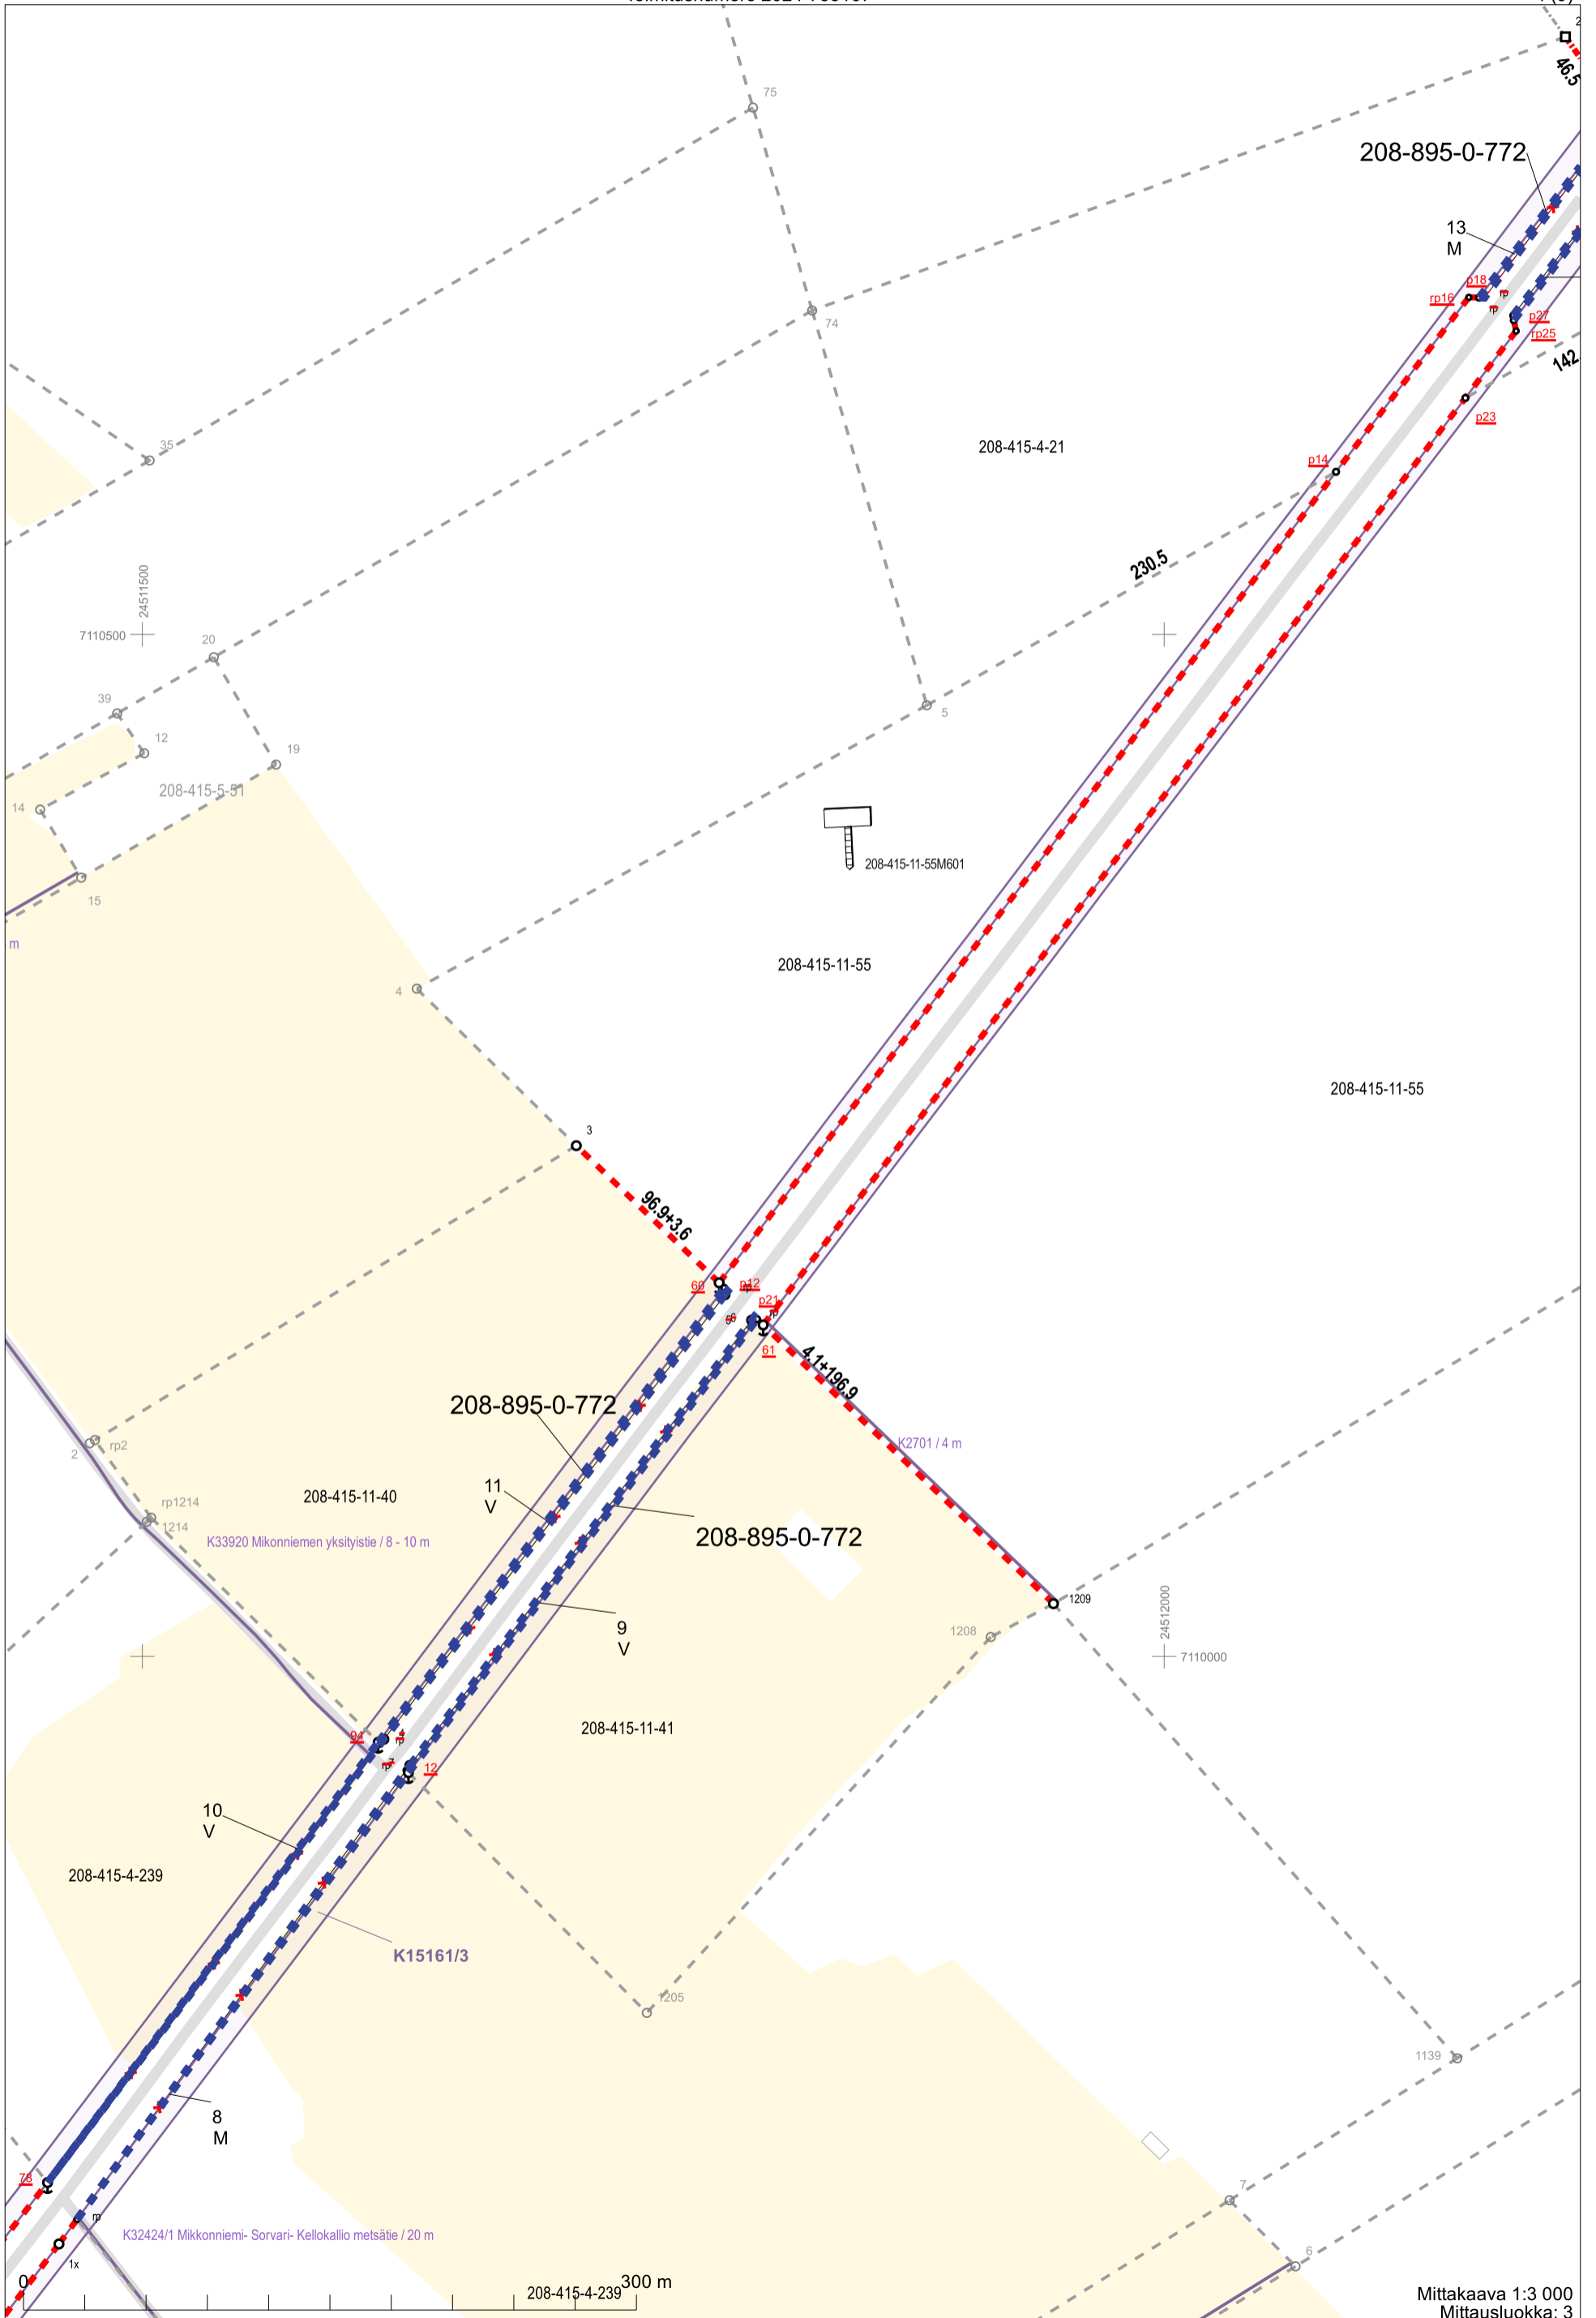 46.5
75
208-895-0-772
13
M
p18
rp16
rp
rp
p27
rp25
74
142
p23
35
208-415-4-21
p14
230.5
24511500
7110500
20
39
12
19
5
208-415-5-51
14
15
208-415-11-55M601
m
208-415-11-55
4
208-415-11-55
3
96.9+3.6
60
p12
p21
rp
61
4.1+196.9
208-895-0-772
K2701 / 4 m
2
rp2
11
V
208-415-11-40
rp1214
1214
K33920 Mikonniemen yksityistie / 8 - 10 m
208-895-0-772
1209
24512000
9
V
1208
7110000
94
208-415-11-41
12
10
V
208-415-4-239
K15161/3
1205
1139
8
M
78
7
rp
K32424/1 Mikkonniemi- Sorvari- Kellokallio metsätie / 20 m
6
1x
0
300 m
208-415-4-239
Mittakaava 1:3 000
Mittausluokka: 3